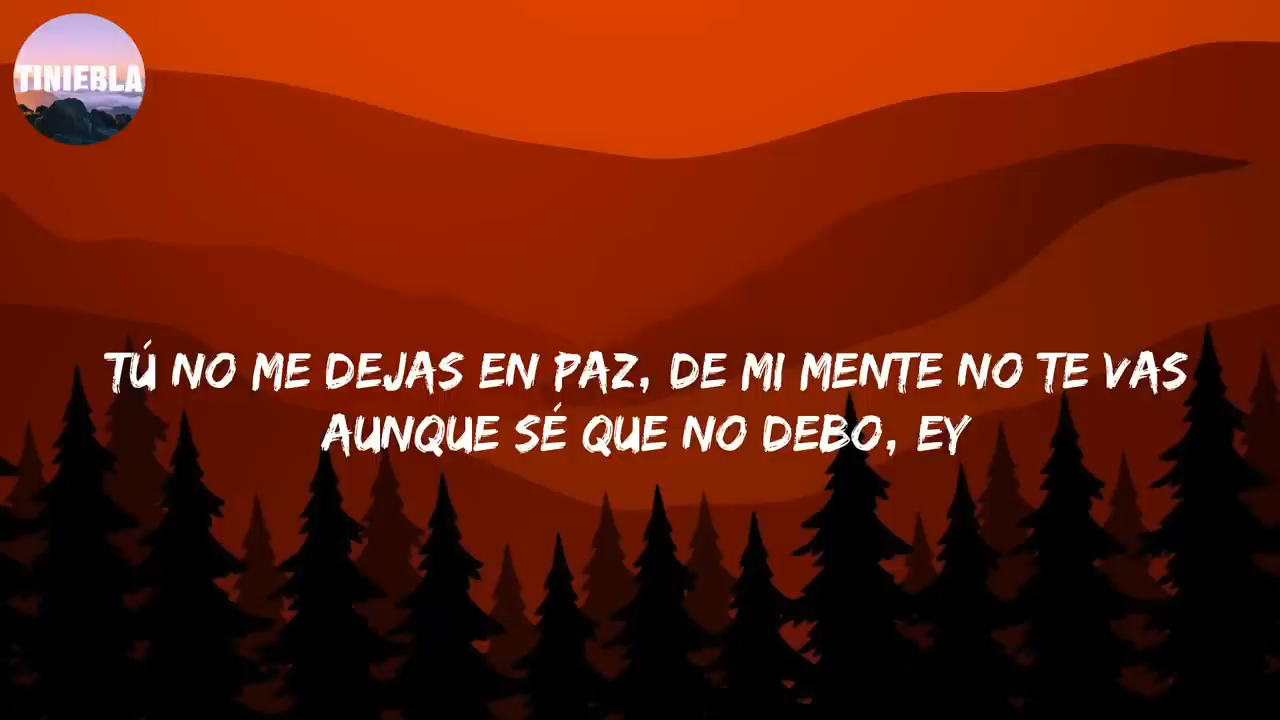 TINIEBLA
TÚ NO ME DEJAS EN PAZ, DE MI MENTE NO TE VAS
AUNQUE SÉ QUE NO DEBO, EY